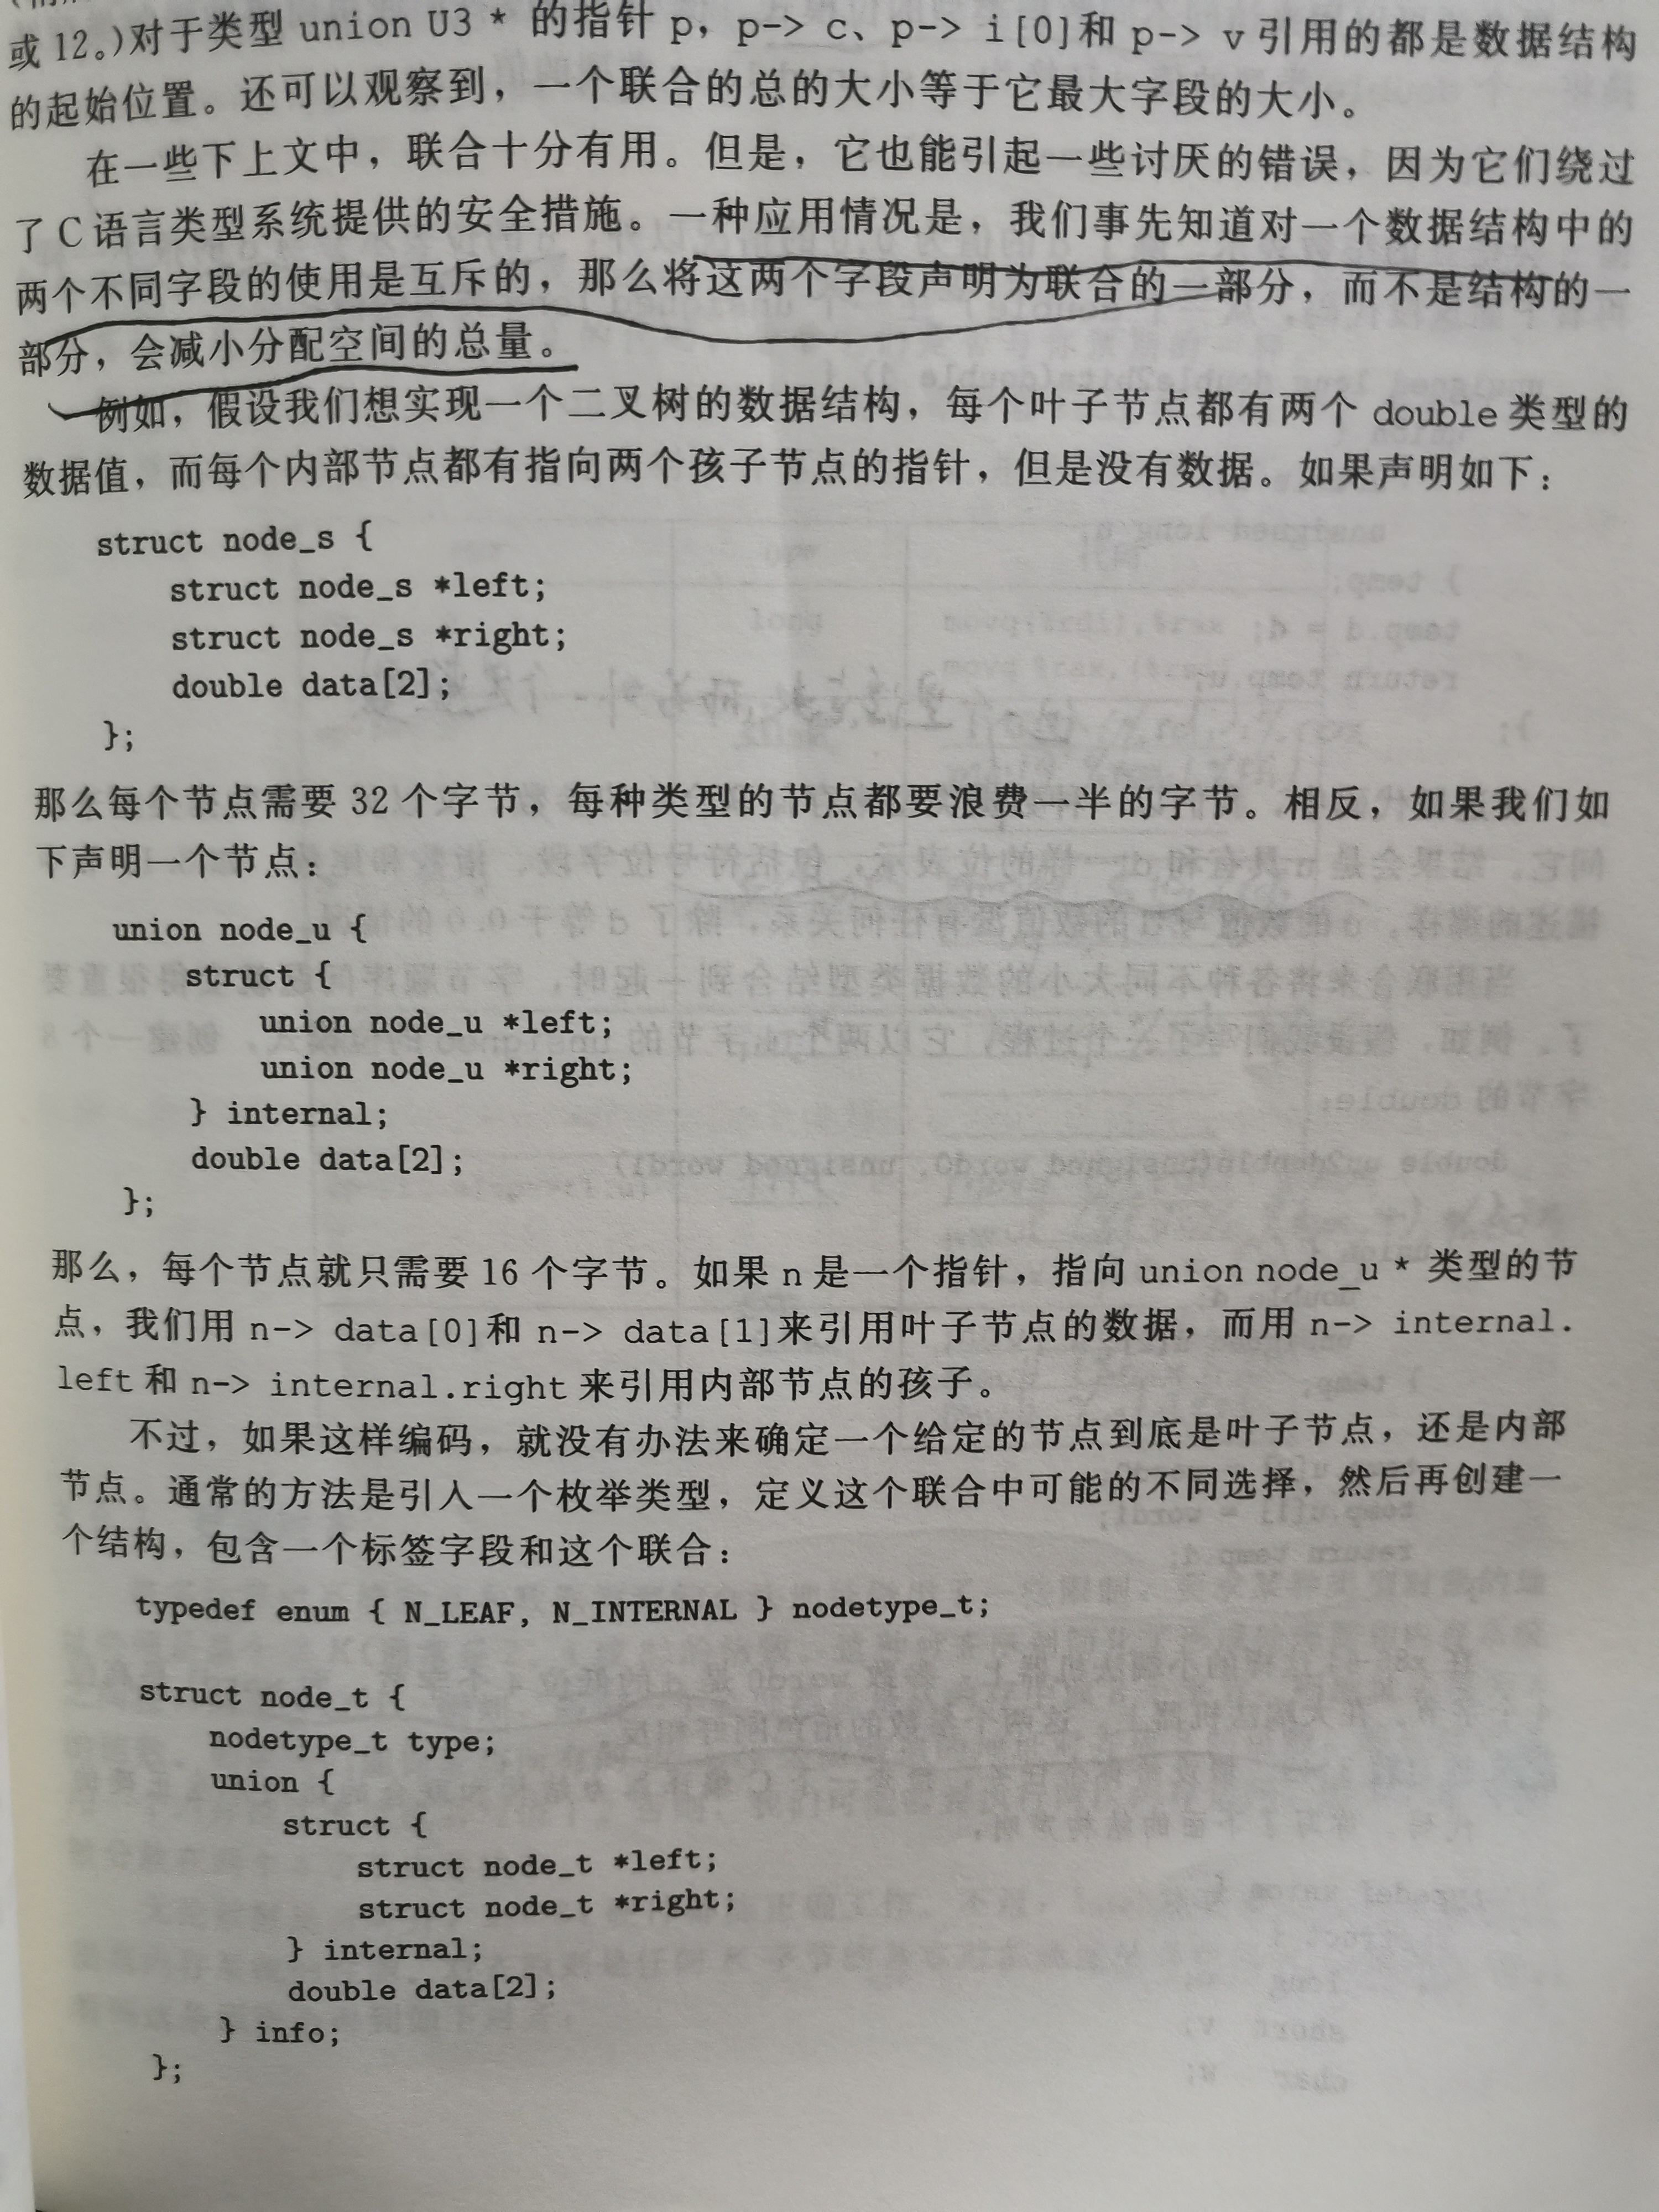 或 12。)对于类型 union U3 * 的指针 p，p-> c、p-> i[0]和 p-> v 引用的都是数据结构
的起始位置。还可以观察到，一个联合的总的大小等于它最大字段的大小。
在一些下上文中，联合十分有用。但是，它也能引起一些讨厌的错误，因为它们绕过
了 C 语言类型系统提供的安全措施。一种应用情况是，我们事先知道对一个数据结构中的
两个不同字段的使用是互斥的，那么将这两个字段声明为联合的一部分，而不是结构的一
部分，会减小分配空间的总量。
例如，假设我们想实现一个二叉树的数据结构，每个叶子节点都有两个 double 类型的
数据值，而每个内部节点都有指向两个孩子节点的指针，但是没有数据。如果声明如下：
struct node_s {
struct node_s *left;
struct node_s *right;
double data[2];
};
那么每个节点需要 32 个字节，每种类型的节点都要浪费一半的字节。相反，如果我们如
下声明一个节点：
union node_u {
struct {
union node_u *left;
union node_u *right;
} internal;
double data[2];
};
那么，每个节点就只需要 16 个字节。如果 n 是一个指针，指向 union node_u * 类型的节
点，我们用 n-> data[0]和 n-> data[1]来引用叶子节点的数据，而用 n-> internal.
left 和 n-> internal.right 来引用内部节点的孩子。
不过，如果这样编码，就没有办法来确定一个给定的节点到底是叶子节点，还是内部
节点。通常的方法是引入一个枚举类型，定义这个联合中可能的不同选择，然后再创建一
个结构，包含一个标签字段和这个联合：
typedef enum { N_LEAF, N_INTERNAL } nodetype_t;
struct node_t {
nodetype_t type;
union {
struct {
struct node_t *left;
struct node_t *right;
} internal;
double data[2];
} info;
};